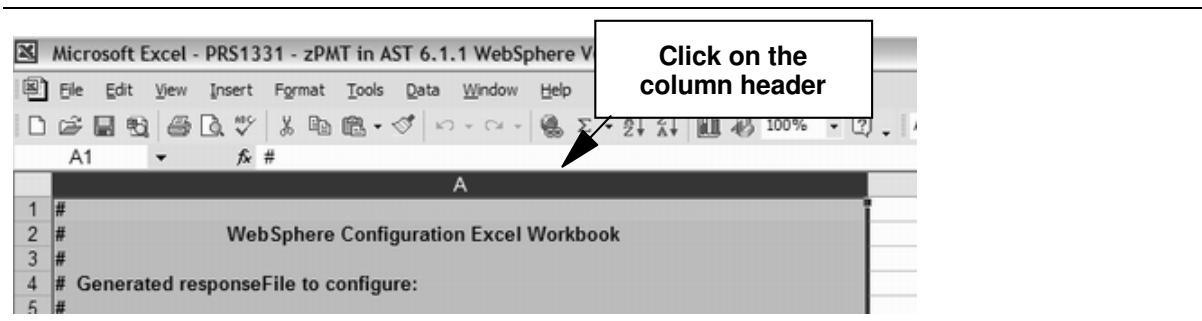 Microsoft Excel - PRS1331 - zPMT in AST 6.1.1 WebSphere V
Click on the
column header
File Edit View Insert Format Tools Data Window Help
100%
A1 fx #
A
1 #
2 # WebSphere Configuration Excel Workbook
3 #
4 # Generated responseFile to configure:
5 #